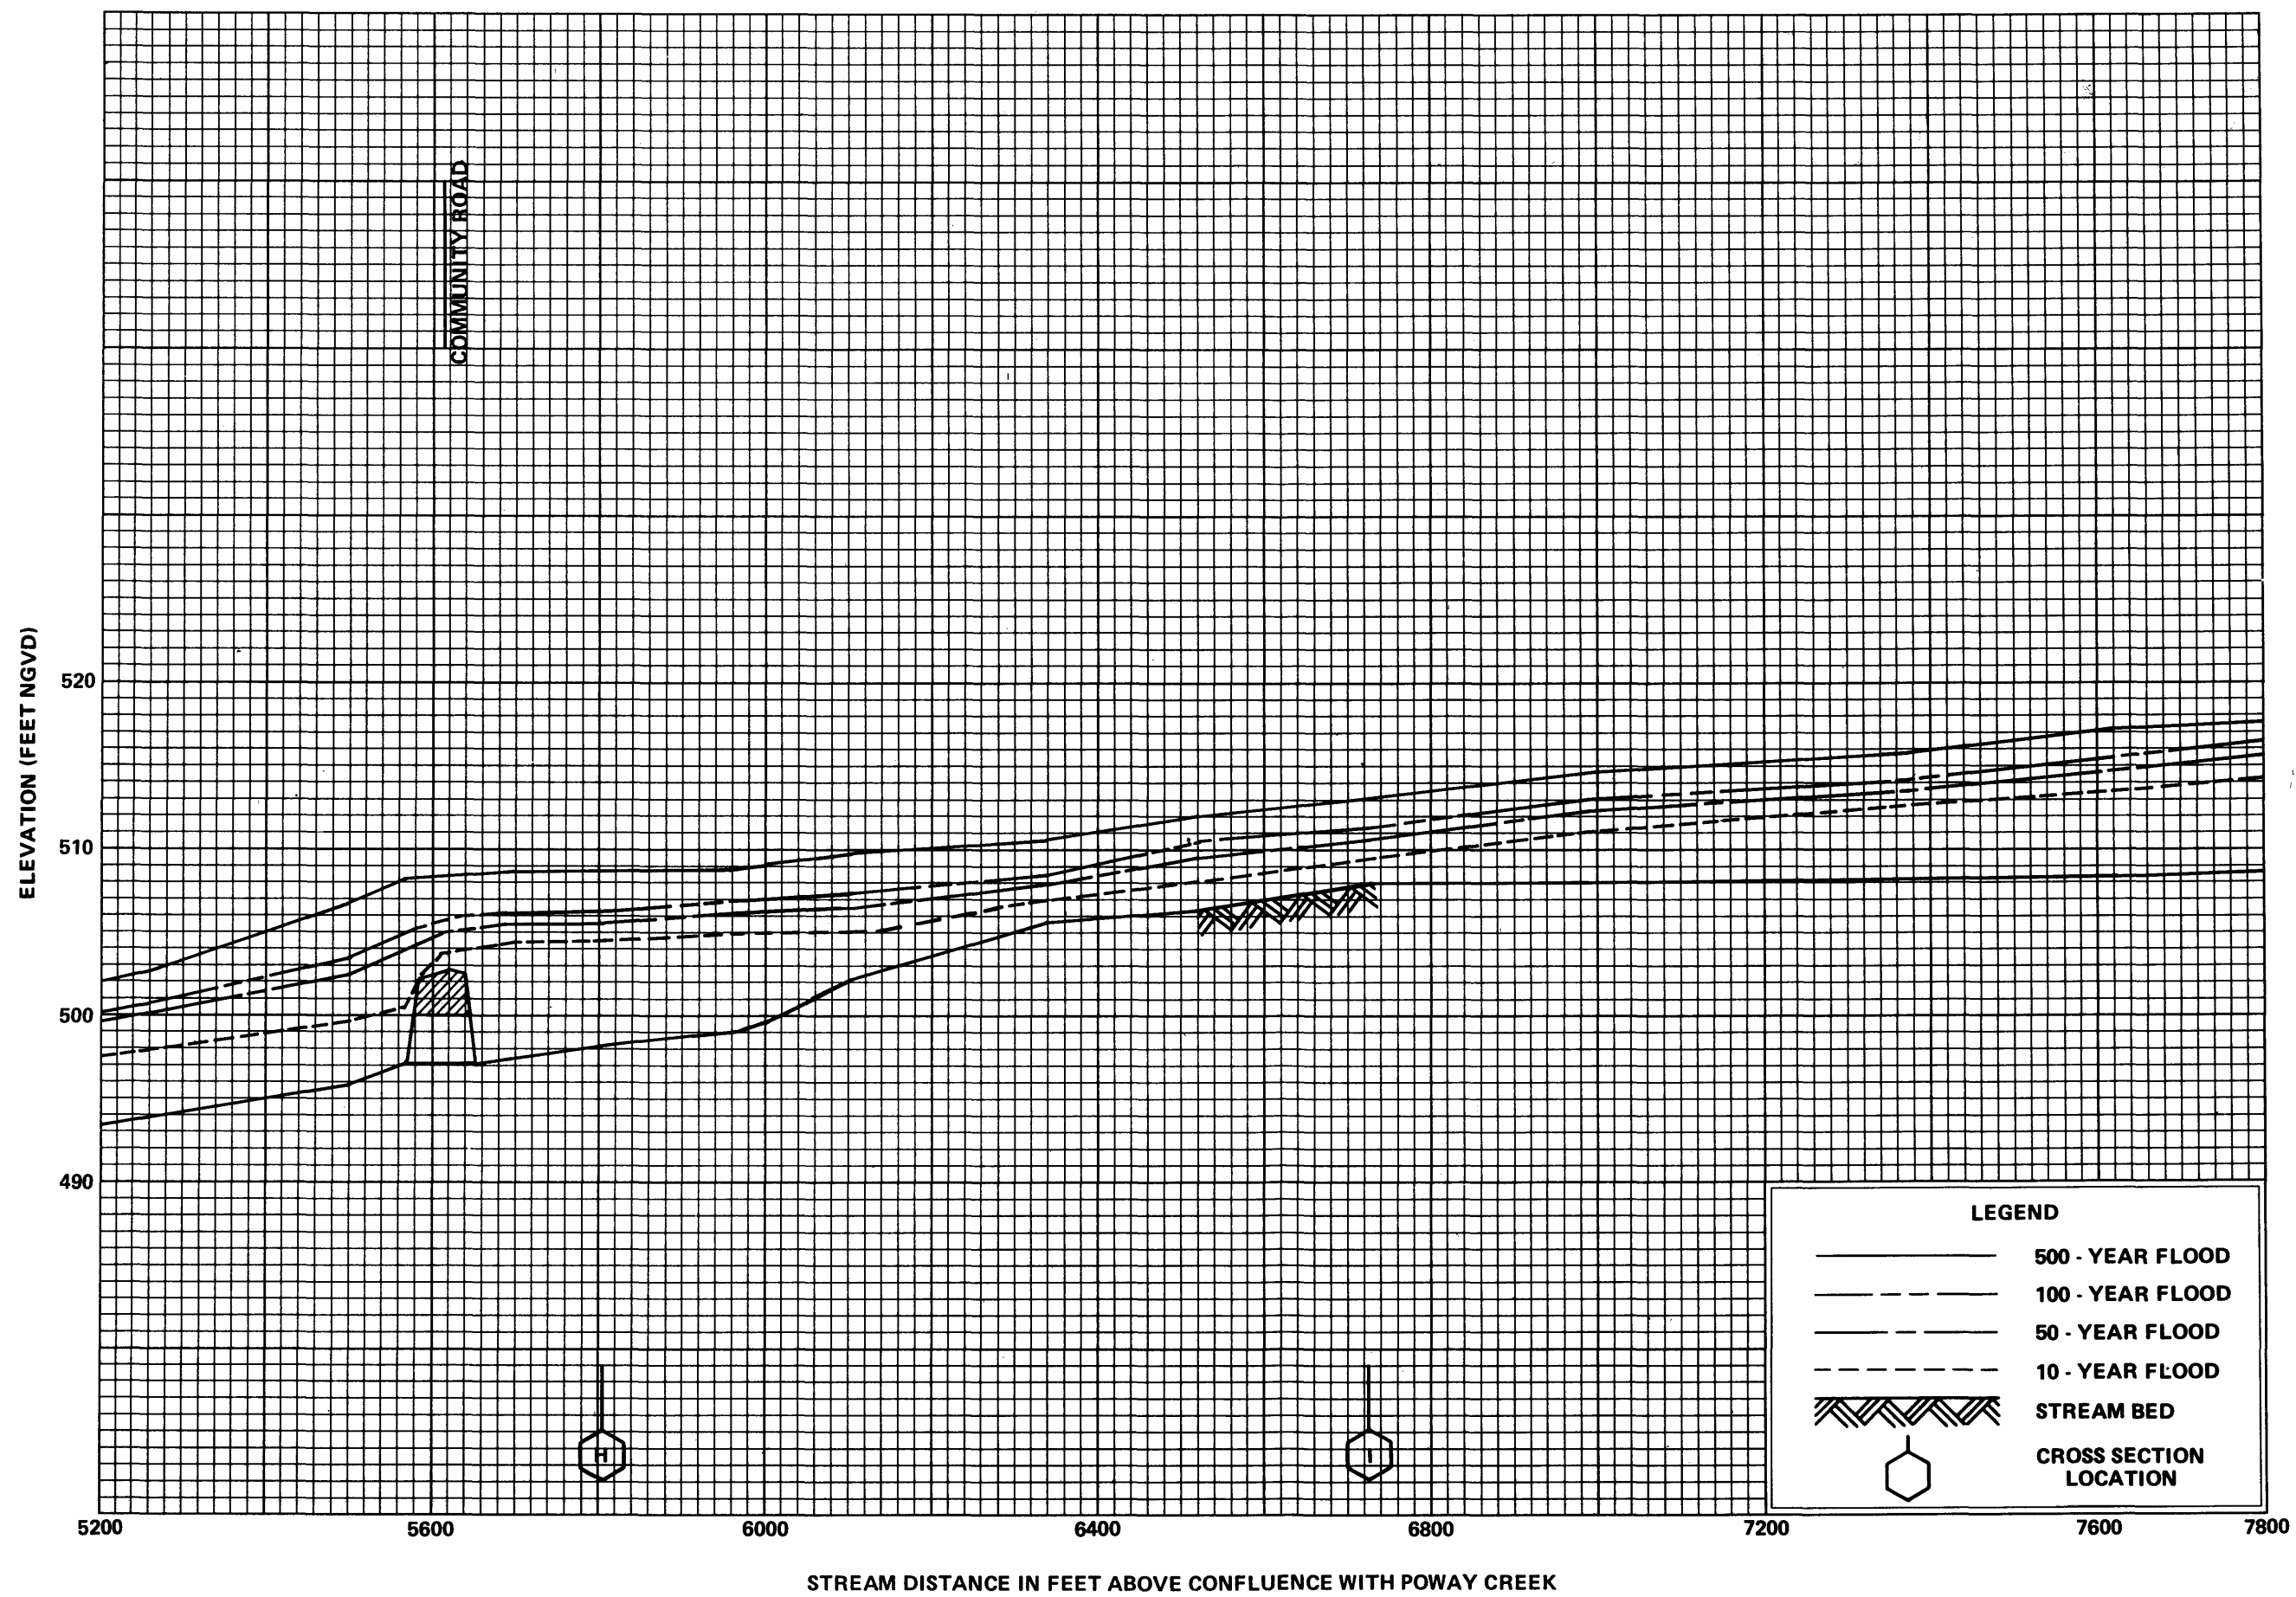 COMMUNITY ROAD
ELEVATION (FEET NGVD)
520
510
500
490
H
I
LEGEND
500 - YEAR FLOOD
100 - YEAR FLOOD
50 - YEAR FLOOD
10 - YEAR FLOOD
STREAM BED
CROSS SECTION
LOCATION
5200 5600 6000 6400 6800 7200 7600 7800
STREAM DISTANCE IN FEET ABOVE CONFLUENCE WITH POWAY CREEK